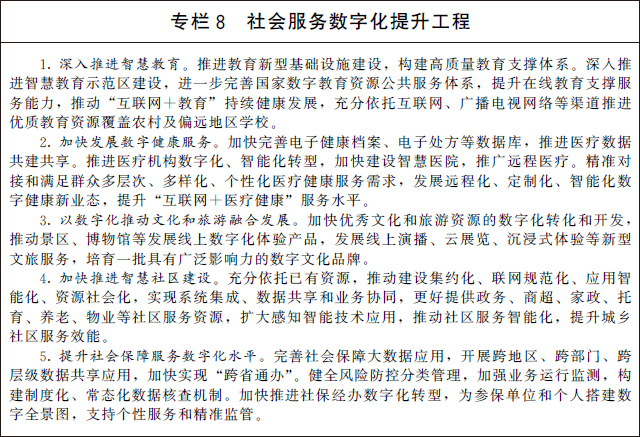 专栏 8　社会服务数字化提升工程
1. 深入推进智慧教育。推进教育新型基础设施建设，构建高质量教育支撑体系。深入推
进智慧教育示范区建设，进一步完善国家数字教育资源公共服务体系，提升在线教育支撑服
务能力，推动“互联网＋教育”持续健康发展，充分依托互联网、广播电视网络等渠道推进
优质教育资源覆盖农村及偏远地区学校。
2. 加快发展数字健康服务。加快完善电子健康档案、电子处方等数据库，推进医疗数据
共建共享。推进医疗机构数字化、智能化转型，加快建设智慧医院，推广远程医疗。精准对
接和满足群众多层次、多样化、个性化医疗健康服务需求，发展远程化、定制化、智能化数
字健康新业态，提升“互联网＋医疗健康”服务水平。
3. 以数字化推动文化和旅游融合发展。加快优秀文化和旅游资源的数字化转化和开发，
推动景区、博物馆等发展线上数字化体验产品，发展线上演播、云展览、沉浸式体验等新型
文旅服务，培育一批具有广泛影响力的数字文化品牌。
4. 加快推进智慧社区建设。充分依托已有资源，推动建设集约化、联网规范化、应用智
能化、资源社会化，实现系统集成、数据共享和业务协同，更好提供政务、商超、家政、托
育、养老、物业等社区服务资源，扩大感知智能技术应用，推动社区服务智能化，提升城乡
社区服务效能。
5. 提升社会保障服务数字化水平。完善社会保障大数据应用，开展跨地区、跨部门、跨
层级数据共享应用，加快实现“跨省通办”。健全风险防控分类管理，加强业务运行监测，构
建制度化、常态化数据核查机制。加快推进社保经办数字化转型，为参保单位和个人搭建数
字全景图，支持个性服务和精准监管。